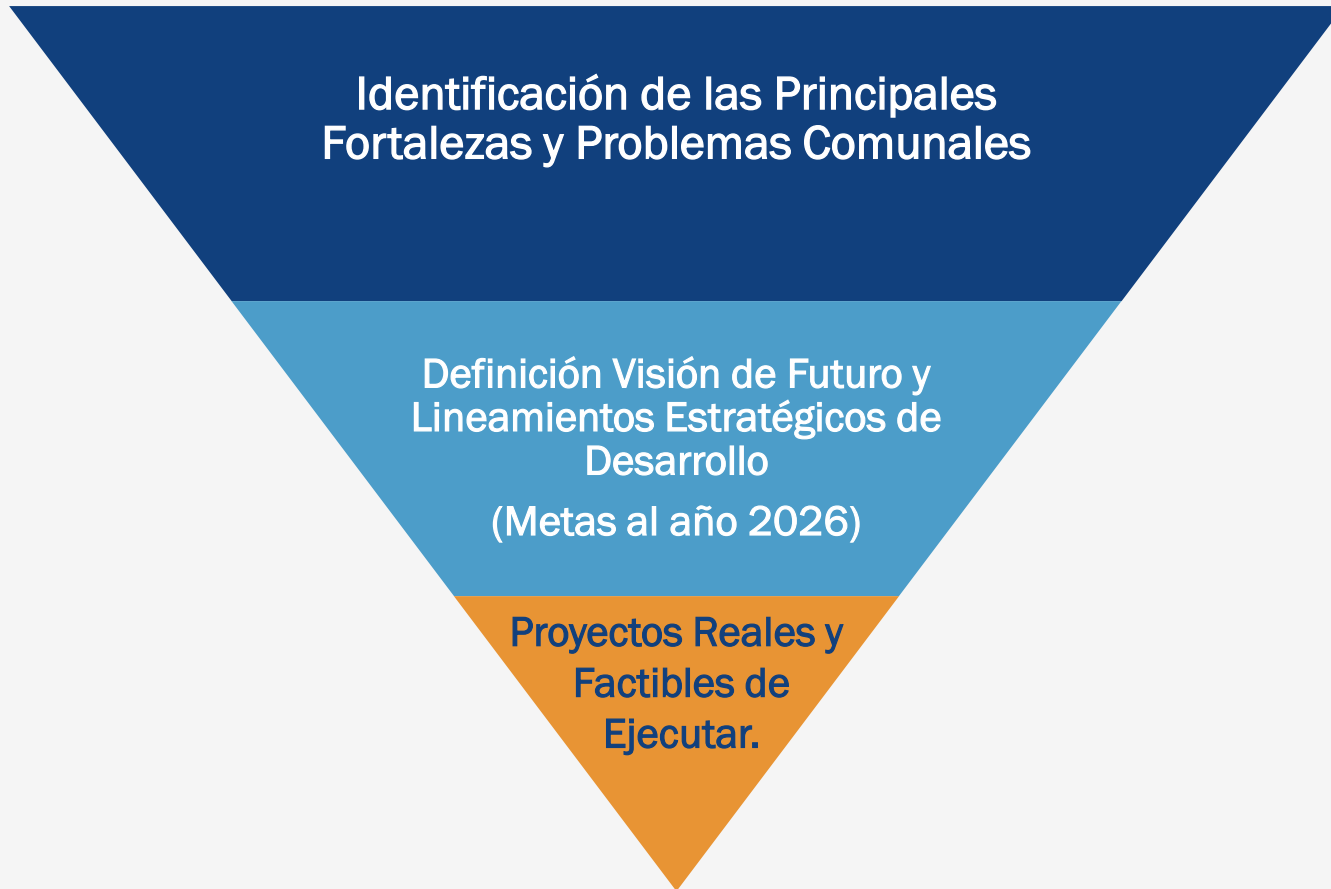 Identificación de las Principales
Fortalezas y Problemas Comunales
Definición Visión de Futuro y
Lineamientos Estratégicos de
Desarrollo
(Metas al año 2026)
Proyectos Reales y
Factibles de
Ejecutar.